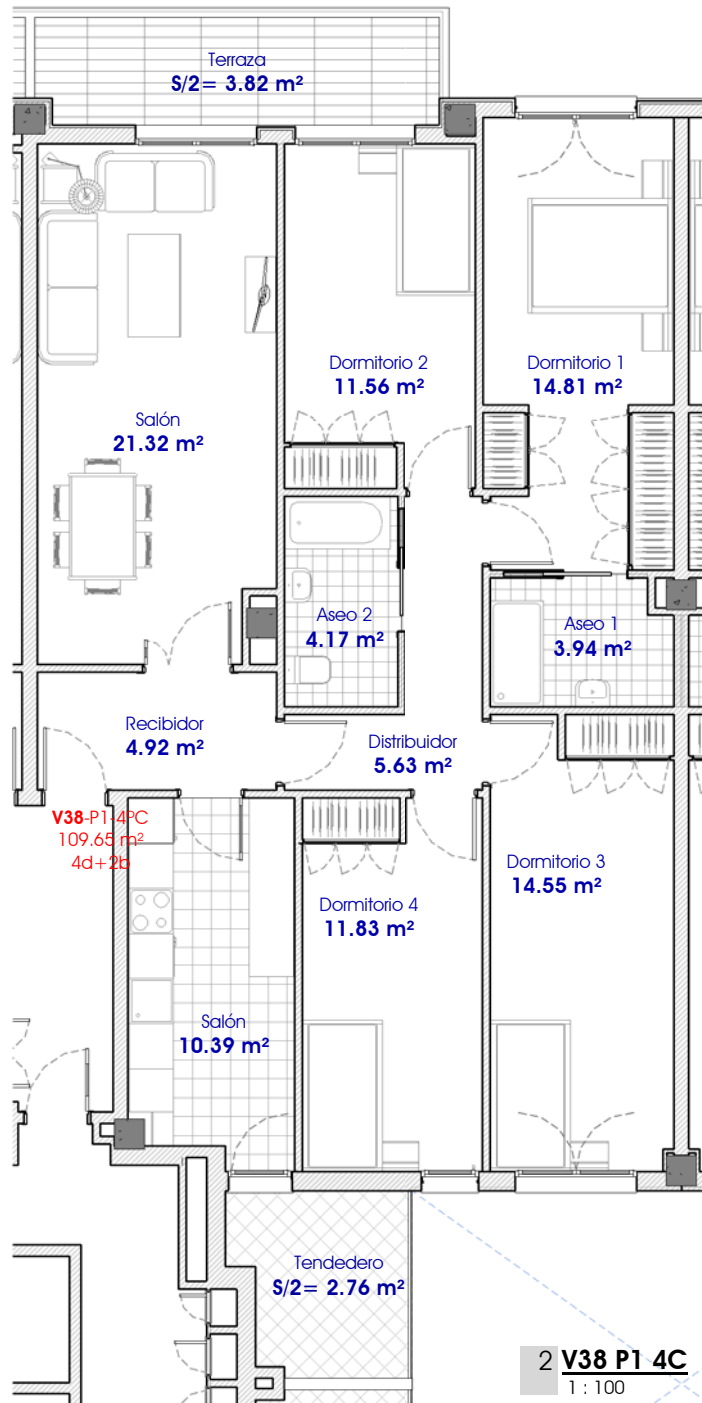 Terraza
S/2= 3.82 m²
Dormitorio 2
11.56 m²
Dormitorio 1
14.81 m²
Salón
21.32 m²
Aseo 2
4.17 m²
Aseo 1
3.94 m²
Recibidor
4.92 m²
Distribuidor
5.63 m²
V38-P1-4ºC
109.65 m²
4d+2b
Dormitorio 3
14.55 m²
Dormitorio 4
11.83 m²
Salón
10.39 m²
Tendedero
S/2= 2.76 m²
2 V38 P1 4C
1 : 100